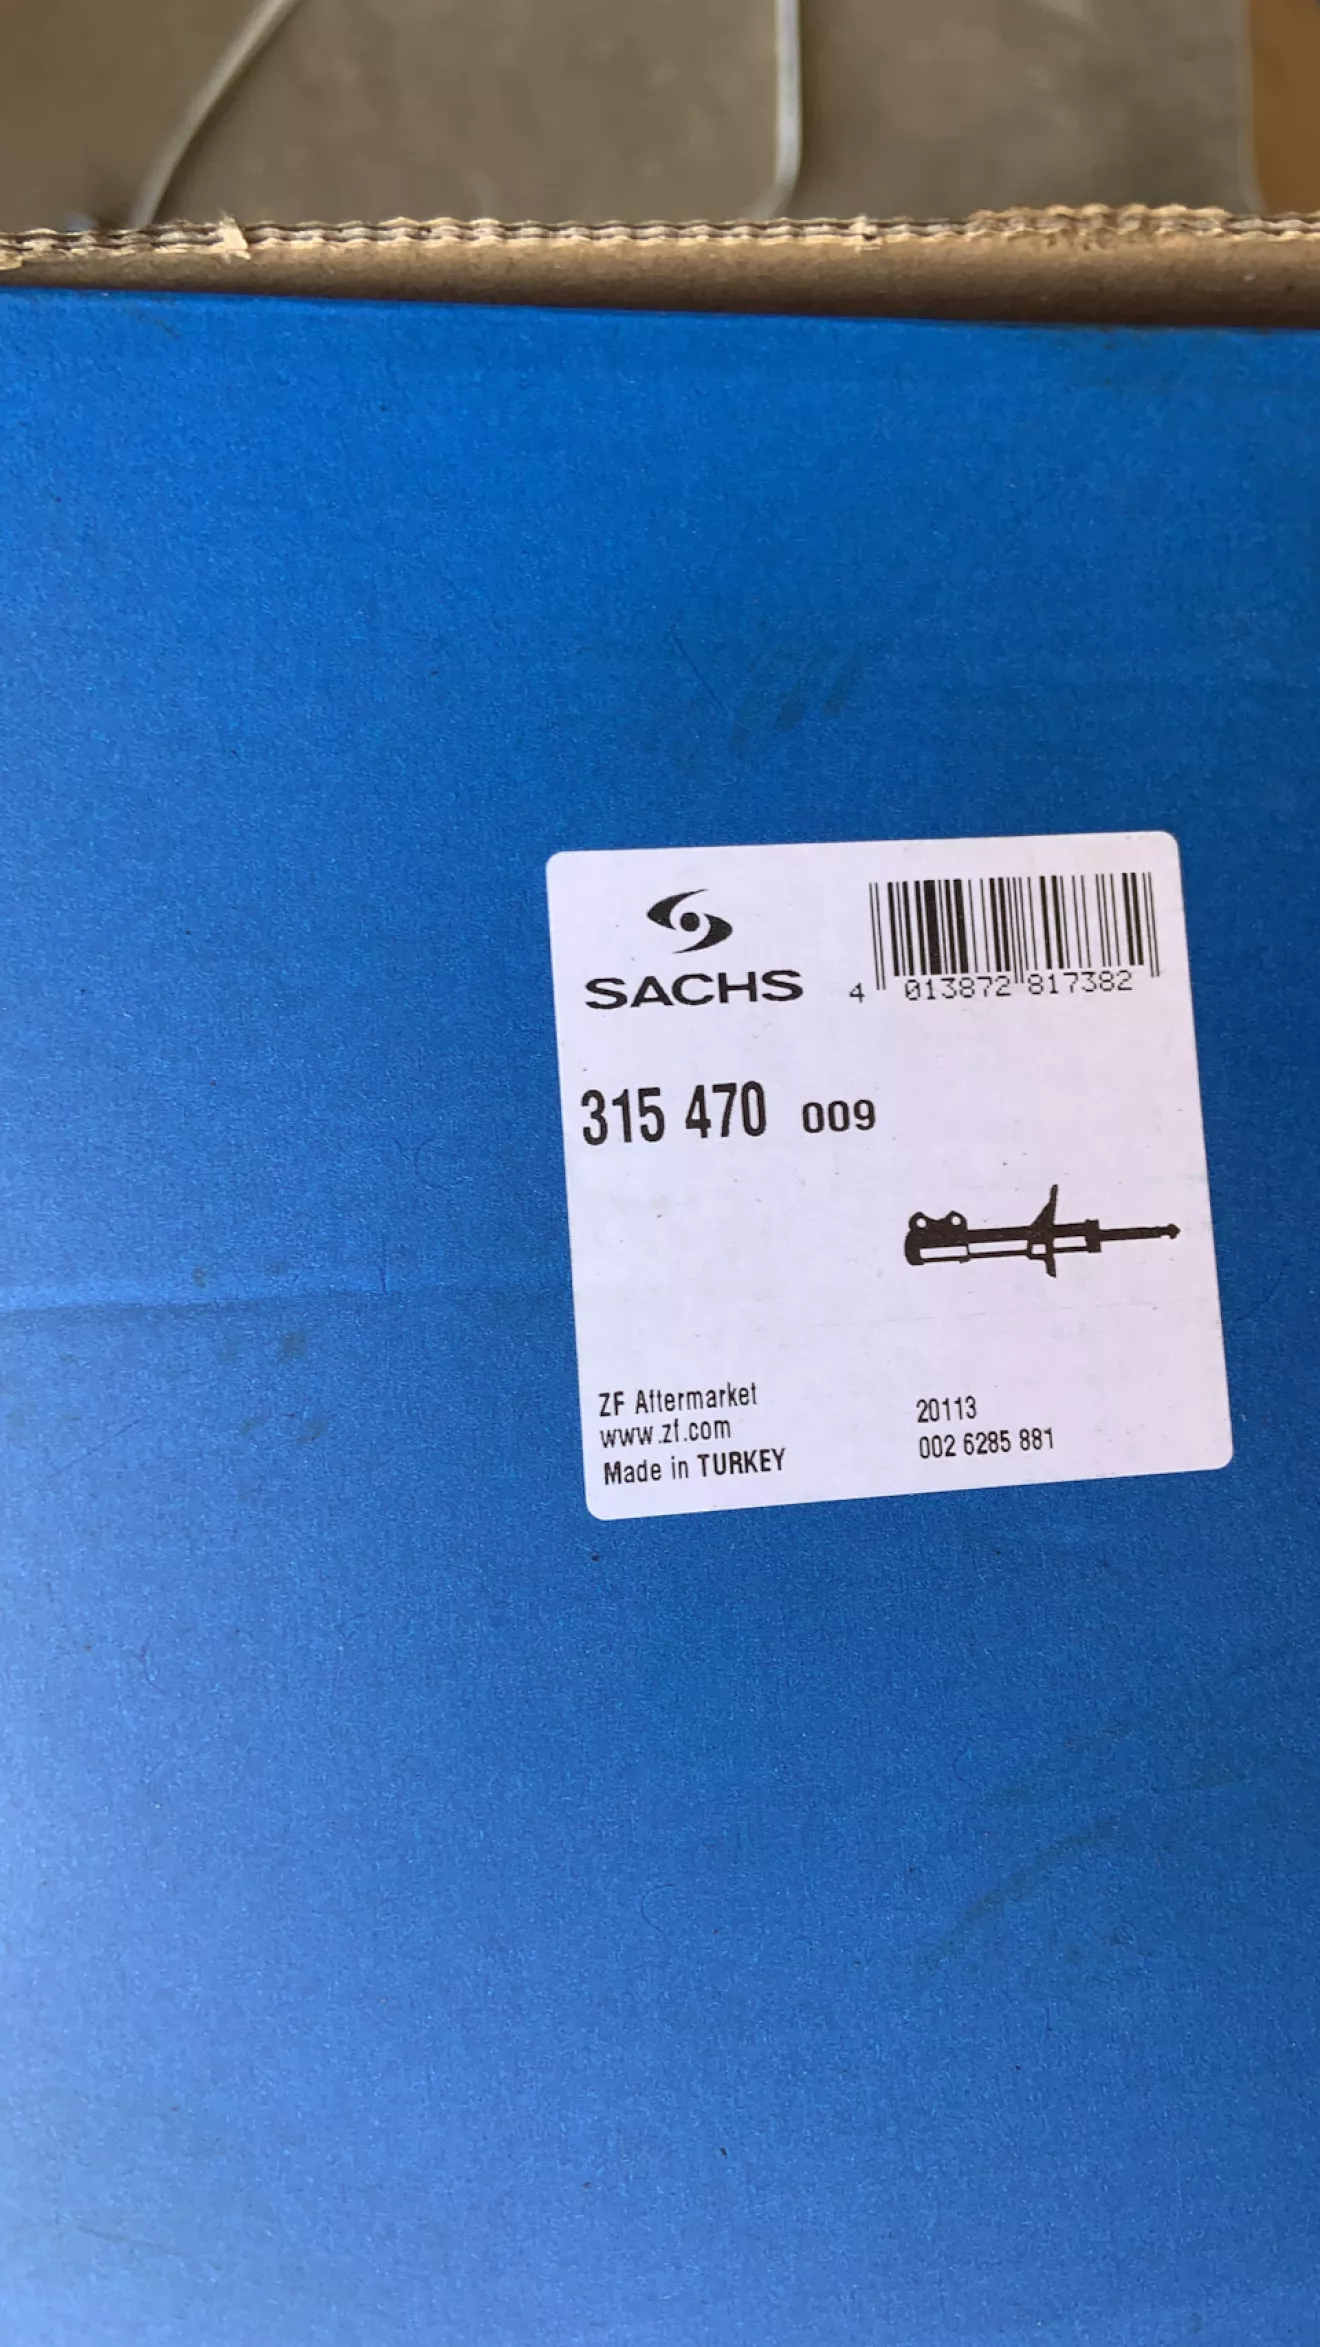 SACHS
4 013872 817382
315 470 009
ZF Aftermarket
www.zf.com
Made in TURKEY
20113
002 6285 881